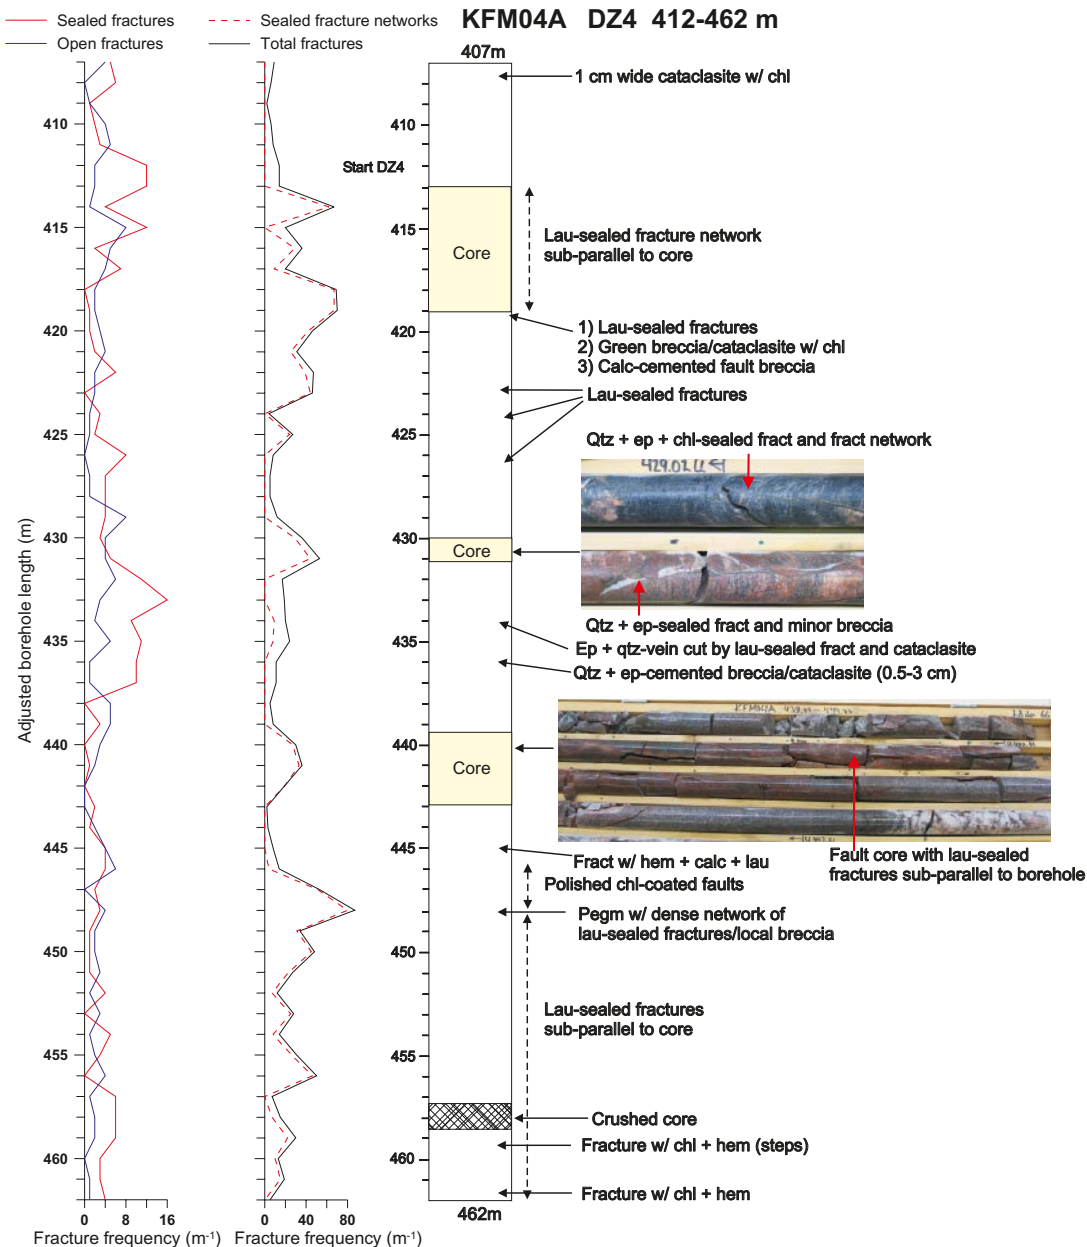 KFM04A DZ4 412-462 m
Sealed fractures
Open fractures
Sealed fracture networks
Total fractures
407m
410
415
420
425
430
435
440
445
450
455
460
Adjusted borehole length (m)
0 8 16
Fracture frequency (m⁻¹)
0 40 80
Fracture frequency (m⁻¹)
410
415
420
425
430
435
440
445
450
455
460
Start DZ4
Core
Core
Core
462m
1 cm wide cataclasite w/ chl
Lau-sealed fracture network
sub-parallel to core
1) Lau-sealed fractures
2) Green breccia/cataclasite w/ chl
3) Calc-cemented fault breccia
Lau-sealed fractures
Qtz + ep + chl-sealed fract and fract network
Qtz + ep-sealed fract and minor breccia
Ep + qtz-vein cut by lau-sealed fract and cataclasite
Qtz + ep-cemented breccia/cataclasite (0.5-3 cm)
KFM04A
Fault core with lau-sealed
fractures sub-parallel to borehole
Fract w/ hem + calc + lau
Polished chl-coated faults
Pegm w/ dense network of
lau-sealed fractures/local breccia
Lau-sealed fractures
sub-parallel to core
Crushed core
Fracture w/ chl + hem (steps)
Fracture w/ chl + hem